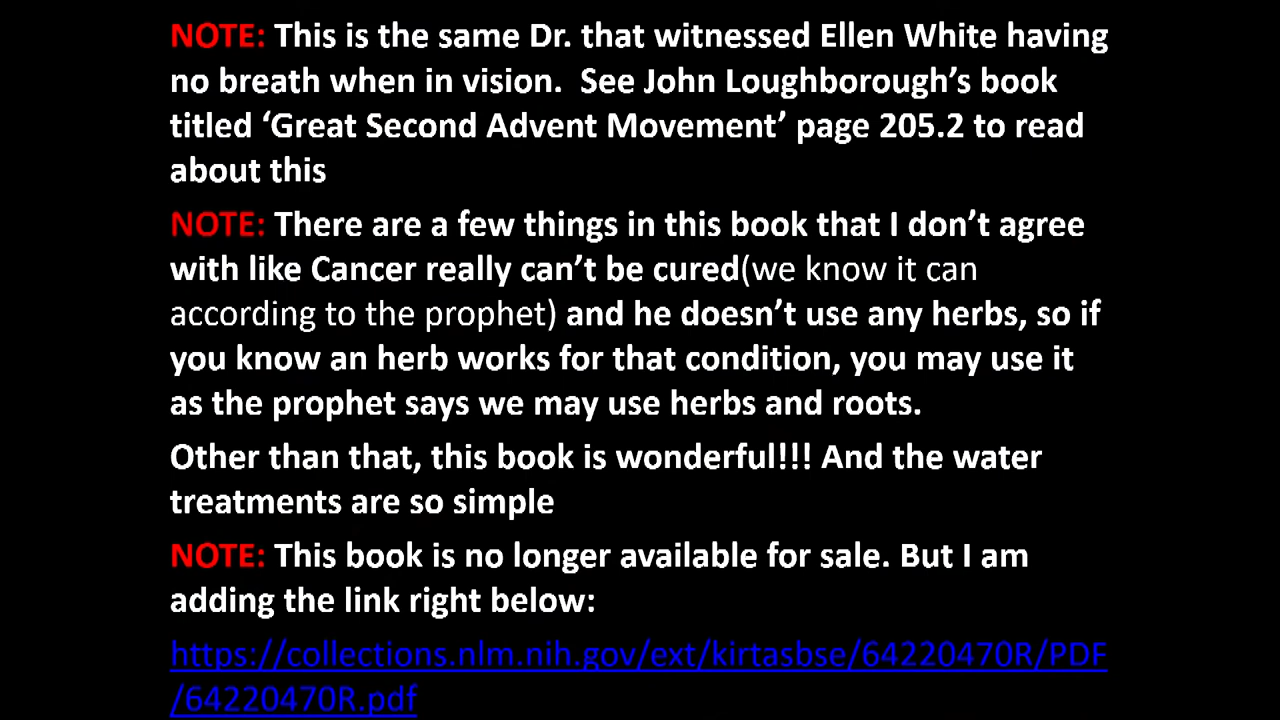 NOTE: This is the same Dr. that witnessed Ellen White having
no breath when in vision.  See John Loughborough’s book
titled ‘Great Second Advent Movement’ page 205.2 to read
about this
NOTE: There are a few things in this book that I don’t agree
with like Cancer really can’t be cured(we know it can
according to the prophet) and he doesn’t use any herbs, so if
you know an herb works for that condition, you may use it
as the prophet says we may use herbs and roots.
Other than that, this book is wonderful!!! And the water
treatments are so simple
NOTE: This book is no longer available for sale. But I am
adding the link right below:
https://collections.nlm.nih.gov/ext/kirtasbse/64220470R/PDF
/64220470R.pdf